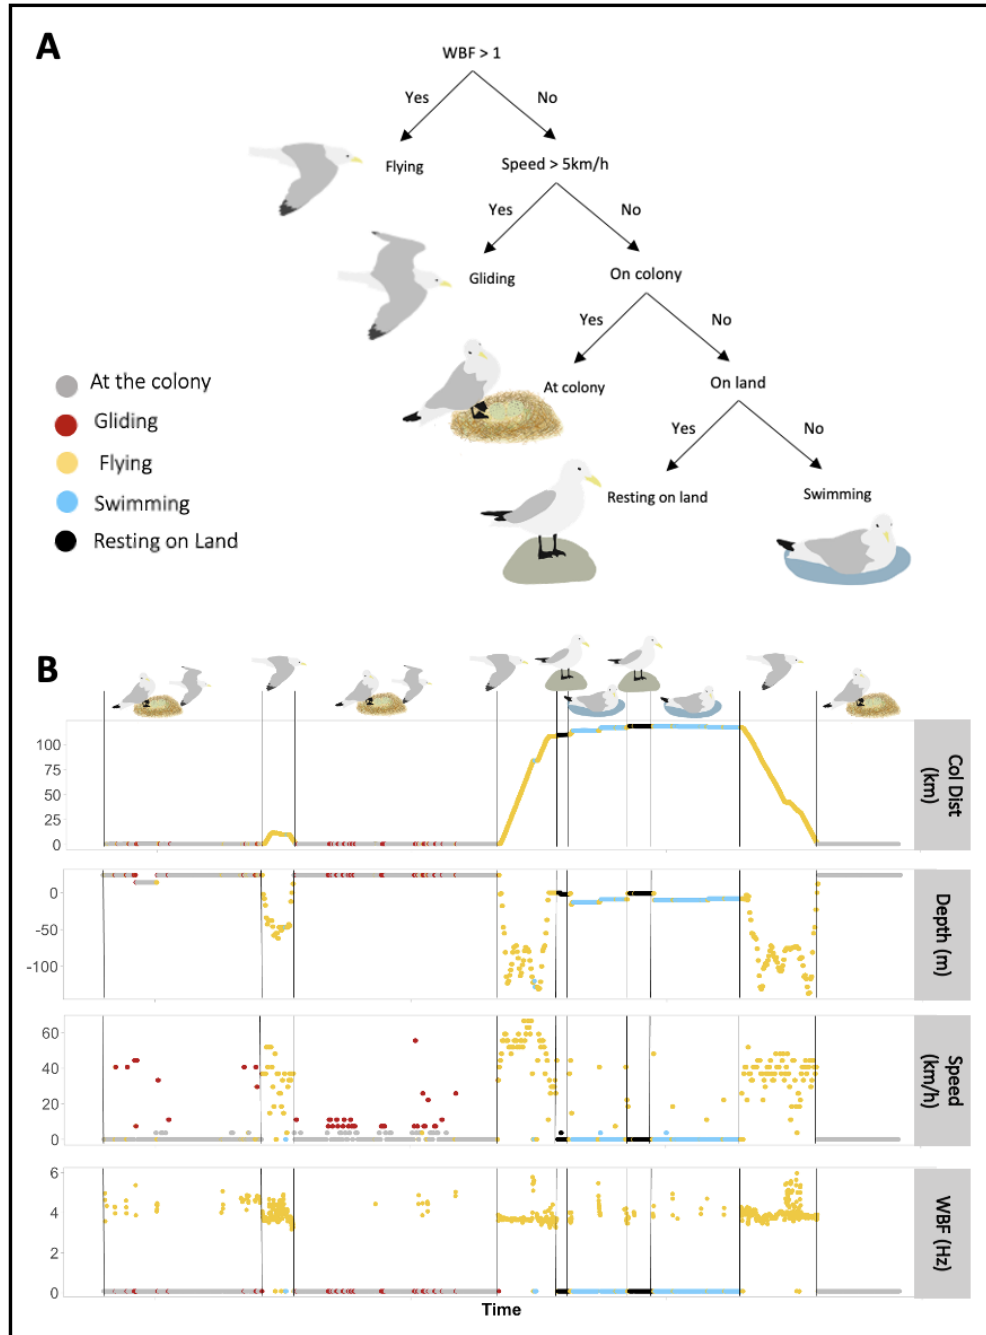 A
WBF > 1
Yes
No
Flying
Speed > 5km/h
Yes
No
Gliding
On colony
Yes
No
At colony
On land
Yes
No
Resting on land
Swimming
At the colony
Gliding
Flying
Swimming
Resting on Land
B
100
75
50
25
0
Col Dist
(km)
0
-50
-100
Depth (m)
60
40
20
0
Speed
(km/h)
6
4
2
0
WBF (Hz)
Time